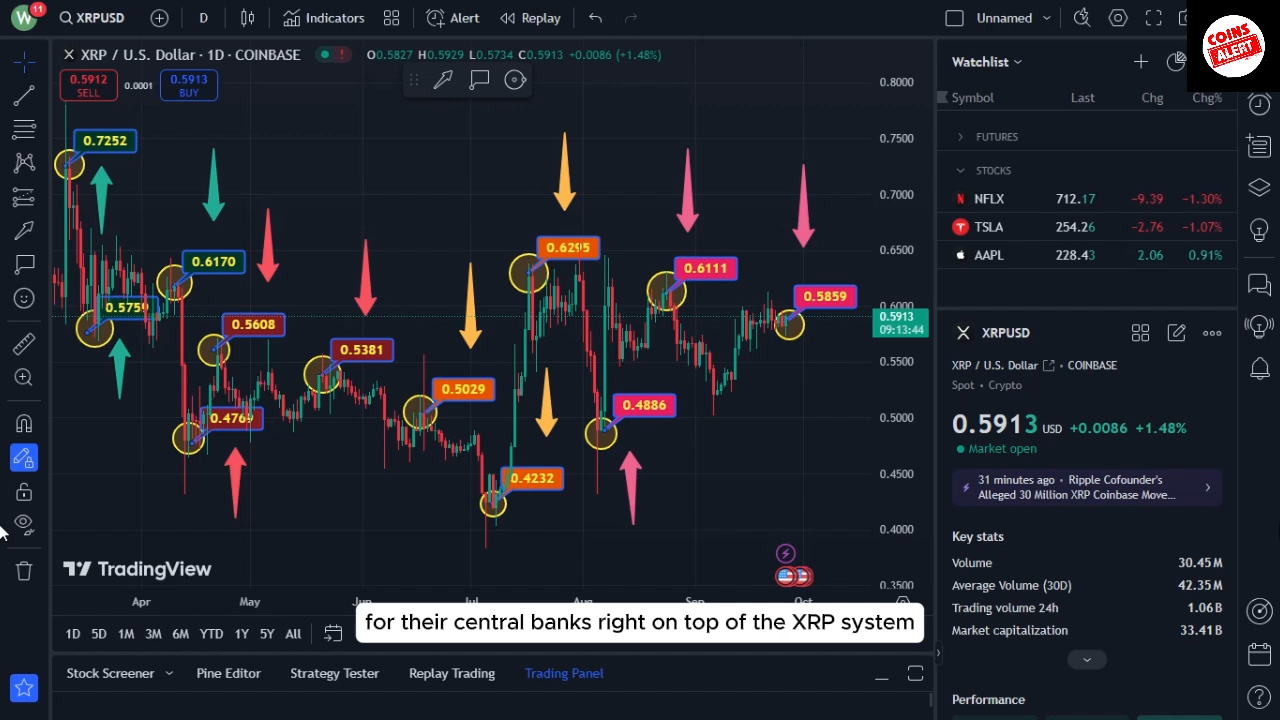 11
XRPUSD
D
Indicators
Alert
Replay
Unnamed
COINS
ALERT
XRP / U.S. Dollar · 1D · COINBASE
O0.5827 H0.5929 L0.5734 C0.5913 +0.0086 (+1.48%)
0.5912
SELL
0.0001
0.5913
BUY
Watchlist
Symbol Last Chg Chg%
FUTURES
STOCKS
NFLX 712.17 −9.39 −1.30%
TSLA 254.26 −2.76 −1.07%
AAPL 228.43 2.06 0.91%
0.8000
0.7500
0.7000
0.6500
0.6000
0.5913
09:13:44
0.5500
0.5000
0.4500
0.4000
0.3500
0.7252
0.5759
0.6170
0.4769
0.5608
0.5381
0.5029
0.4232
0.6295
0.4886
0.6111
0.5859
XRPUSD
XRP / U.S. Dollar COINBASE
Spot • Crypto
0.5913 USD +0.0086 +1.48%
Market open
31 minutes ago • Ripple Cofounder's
Alleged 30 Million XRP Coinbase Move...
Key stats
Volume 30.45M
Average Volume (30D) 42.35M
Trading volume 24h 1.06B
Market capitalization 33.41B
Performance
TradingView
Apr May Jun Jul Aug Sep Oct
for their central banks right on top of the XRP system
1D 5D 1M 3M 6M YTD 1Y 5Y All
Stock Screener Pine Editor Strategy Tester Replay Trading Trading Panel